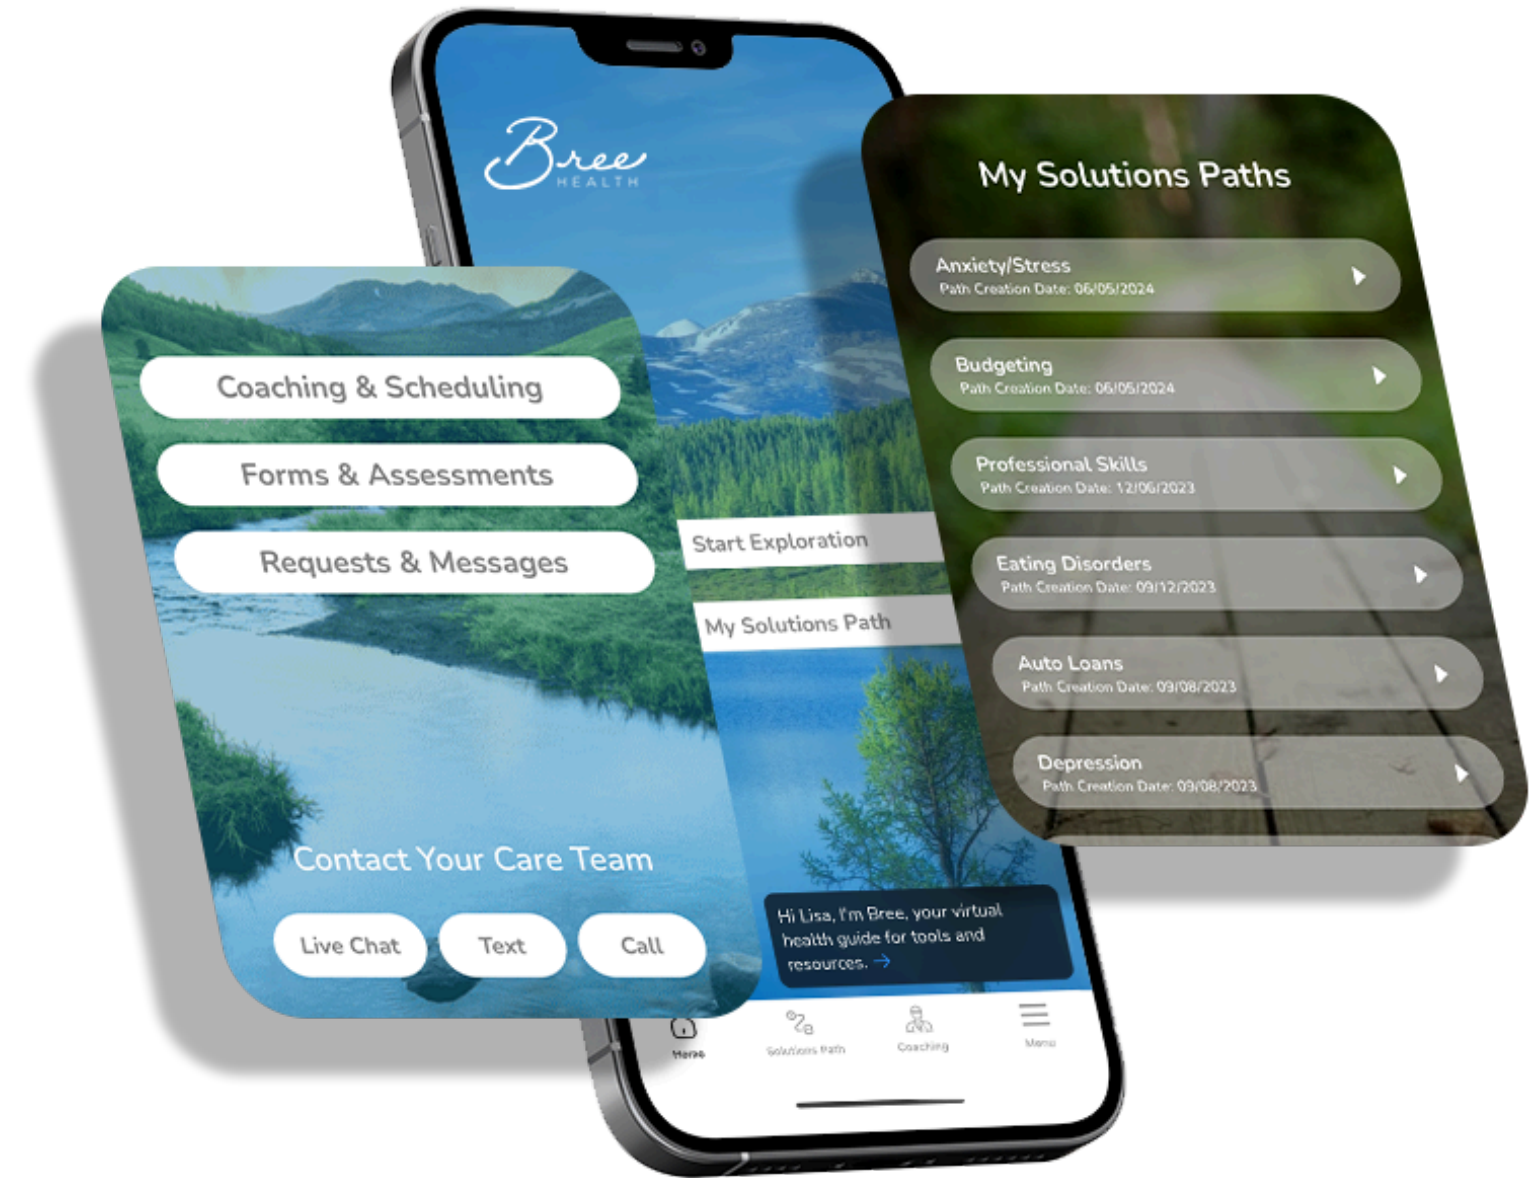 Bree
HEALTH
Coaching & Scheduling
Forms & Assessments
Requests & Messages
Contact Your Care Team
Live Chat
Text
Call
Start Exploration
My Solutions Path
Hi Lisa, I'm Bree, your virtual
health guide for tools and
resources. →
Home
Solutions Path
Coaching
Menu
My Solutions Paths
Anxiety/Stress
Path Creation Date: 06/05/2024
Budgeting
Path Creation Date: 06/05/2024
Professional Skills
Path Creation Date: 12/06/2023
Eating Disorders
Path Creation Date: 09/12/2023
Auto Loans
Path Creation Date: 09/08/2023
Depression
Path Creation Date: 09/08/2023